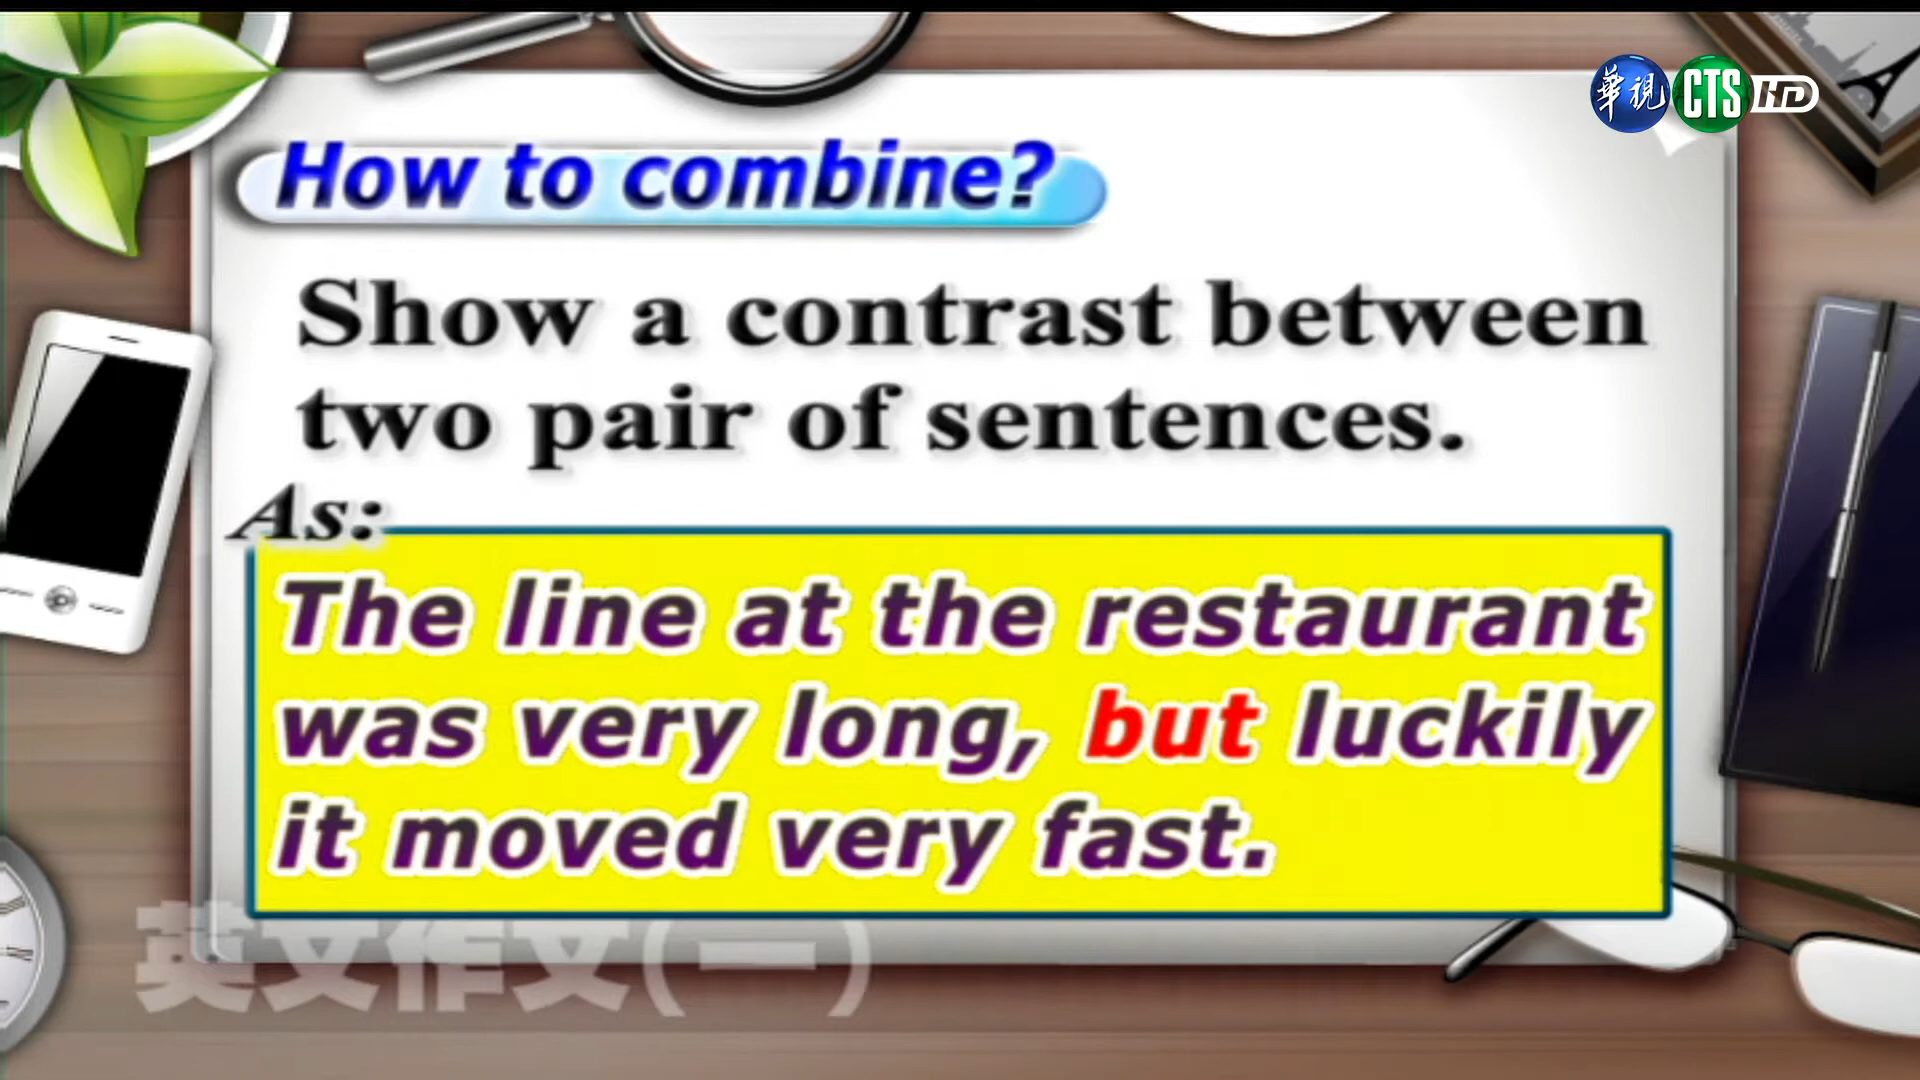 華視 CTS HD
How to combine?
Show a contrast between
two pair of sentences.
As:
The line at the restaurant
was very long, but luckily
it moved very fast.
英文作文(一)